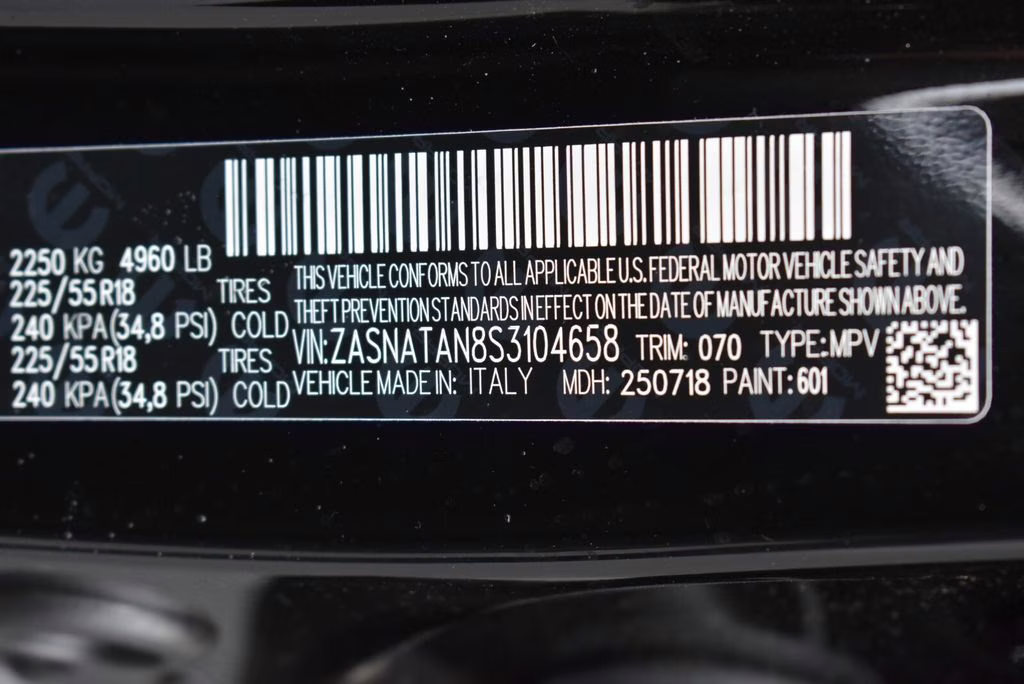 2250 KG 4960 LB
225/55R18 TIRES
240 KPA(34,8 PSI) COLD
225/55R18 TIRES
240 KPA(34,8 PSI) COLD
THIS VEHICLE CONFORMS TO ALL APPLICABLE U.S. FEDERAL MOTOR VEHICLE SAFETY AND
THEFT PREVENTION STANDARDS IN EFFECT ON THE DATE OF MANUFACTURE SHOWN ABOVE.
VIN:ZASNATAN8S3104658 TRIM: 070 TYPE:MPV
VEHICLE MADE IN: ITALY MDH: 250718 PAINT:601